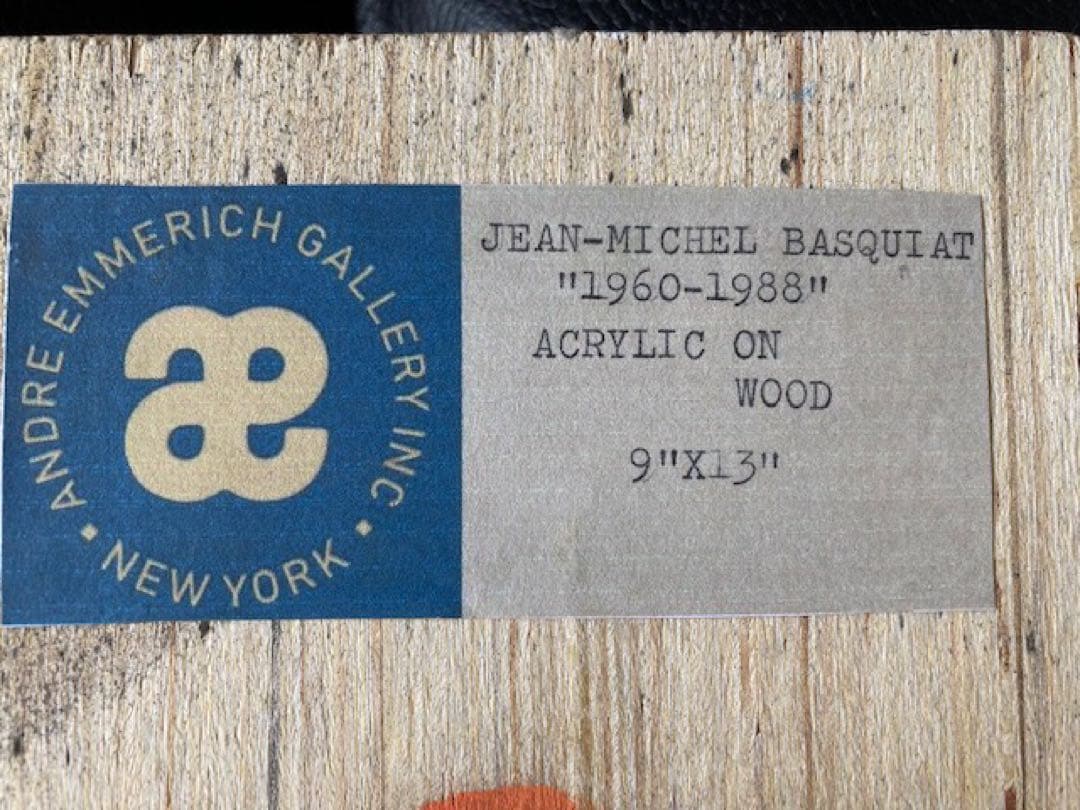 ANDRE EMMERICH GALLERY INC
• NEW YORK •
æ
JEAN-MICHEL BASQUIAT
"1960-1988"
ACRYLIC ON
WOOD
9"X13"